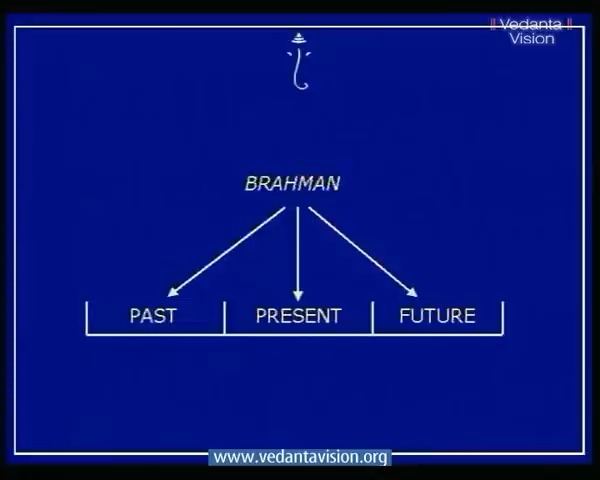 || Vedanta ||
Vision
BRAHMAN
PAST PRESENT FUTURE
www.vedantavision.org